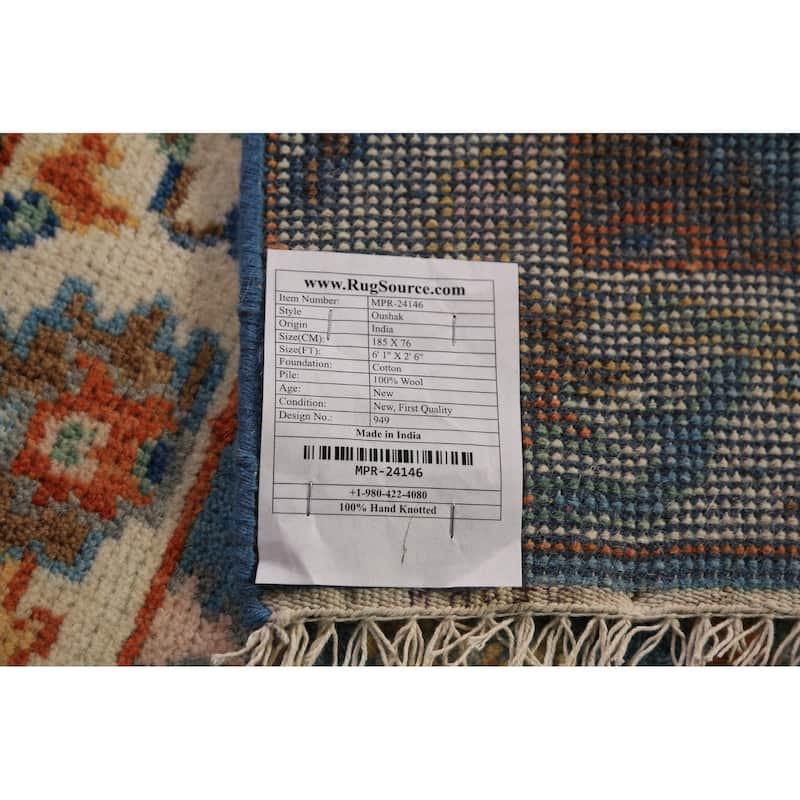 www.RugSource.com
Item Number: MPR-24146
Style Oushak
Origin India
Size(CM): 185 X 76
Size(FT): 6' 1" X 2' 6"
Foundation: Cotton
Pile: 100% Wool
Age: New
Condition: New, First Quality
Design No.: 949
Made in India
MPR-24146
+1-980-422-4080
100% Hand Knotted